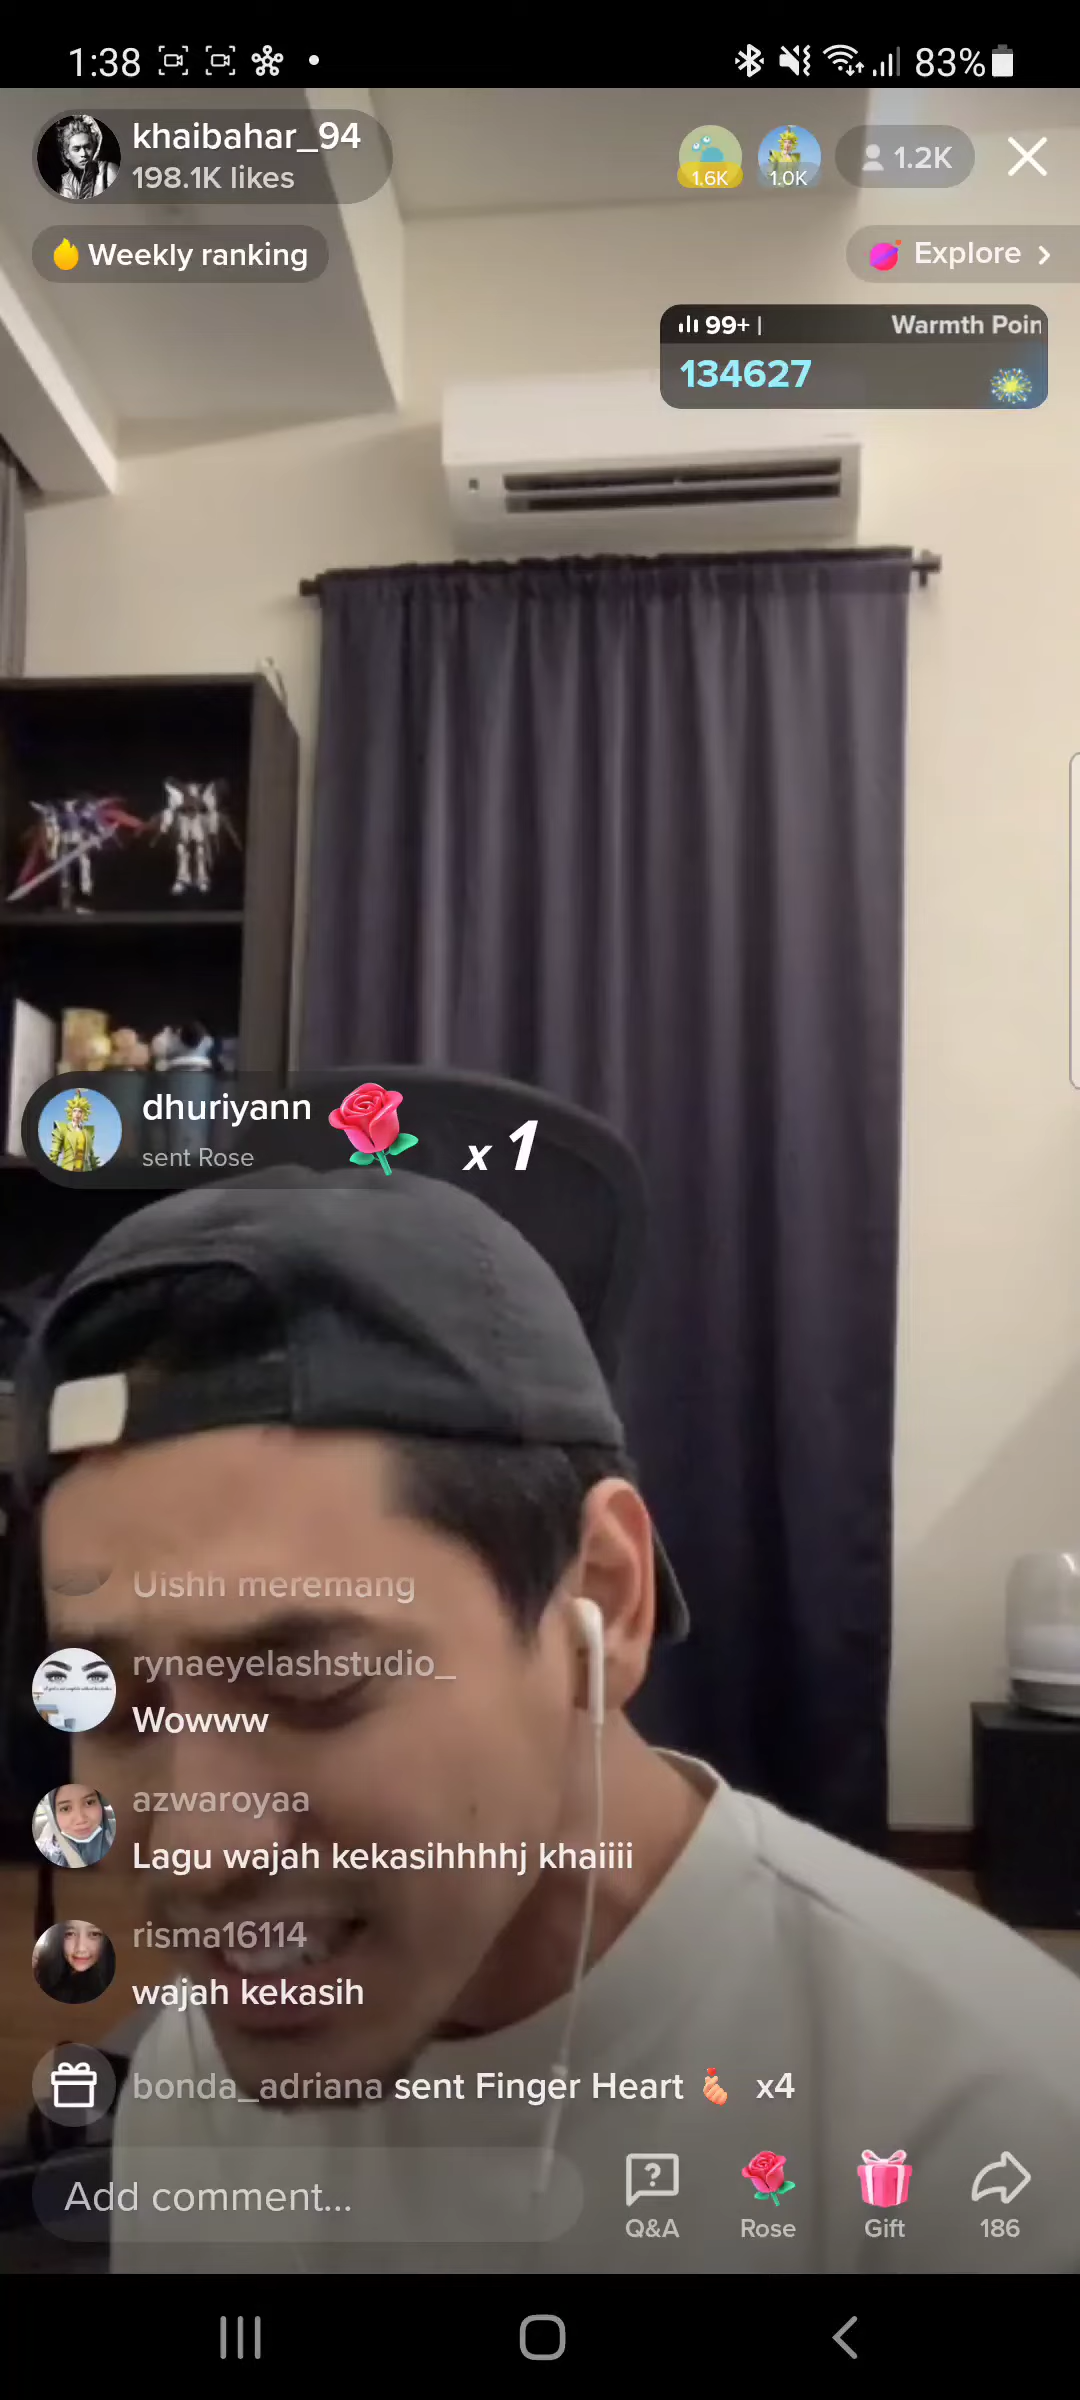 1:38 83%
khaibahar_94
198.1K likes
1.6K 1.0K 1.2K
Weekly ranking
Explore
99+ | Warmth Poin
134627
dhuriyann
sent Rose x 1
Uishh meremang
rynaeyelashstudio_
Wowww
azwaroyaa
Lagu wajah kekasihhhhj khaiiii
risma16114
wajah kekasih
bonda_adriana sent Finger Heart x4
Add comment...
Q&A Rose Gift 186